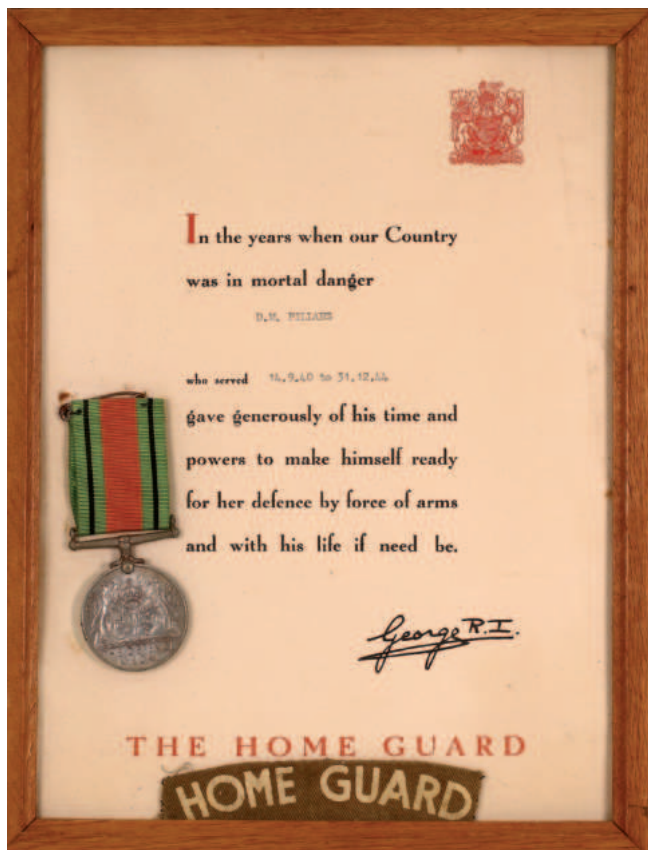 In the years when our Country
was in mortal danger
D.M.
who served 14.9.40 to 31.12.44
gave generously of his time and
powers to make himself ready
for her defence by force of arms
and with his life if need be.
George R.I.
THE HOME GUARD
HOME GUARD